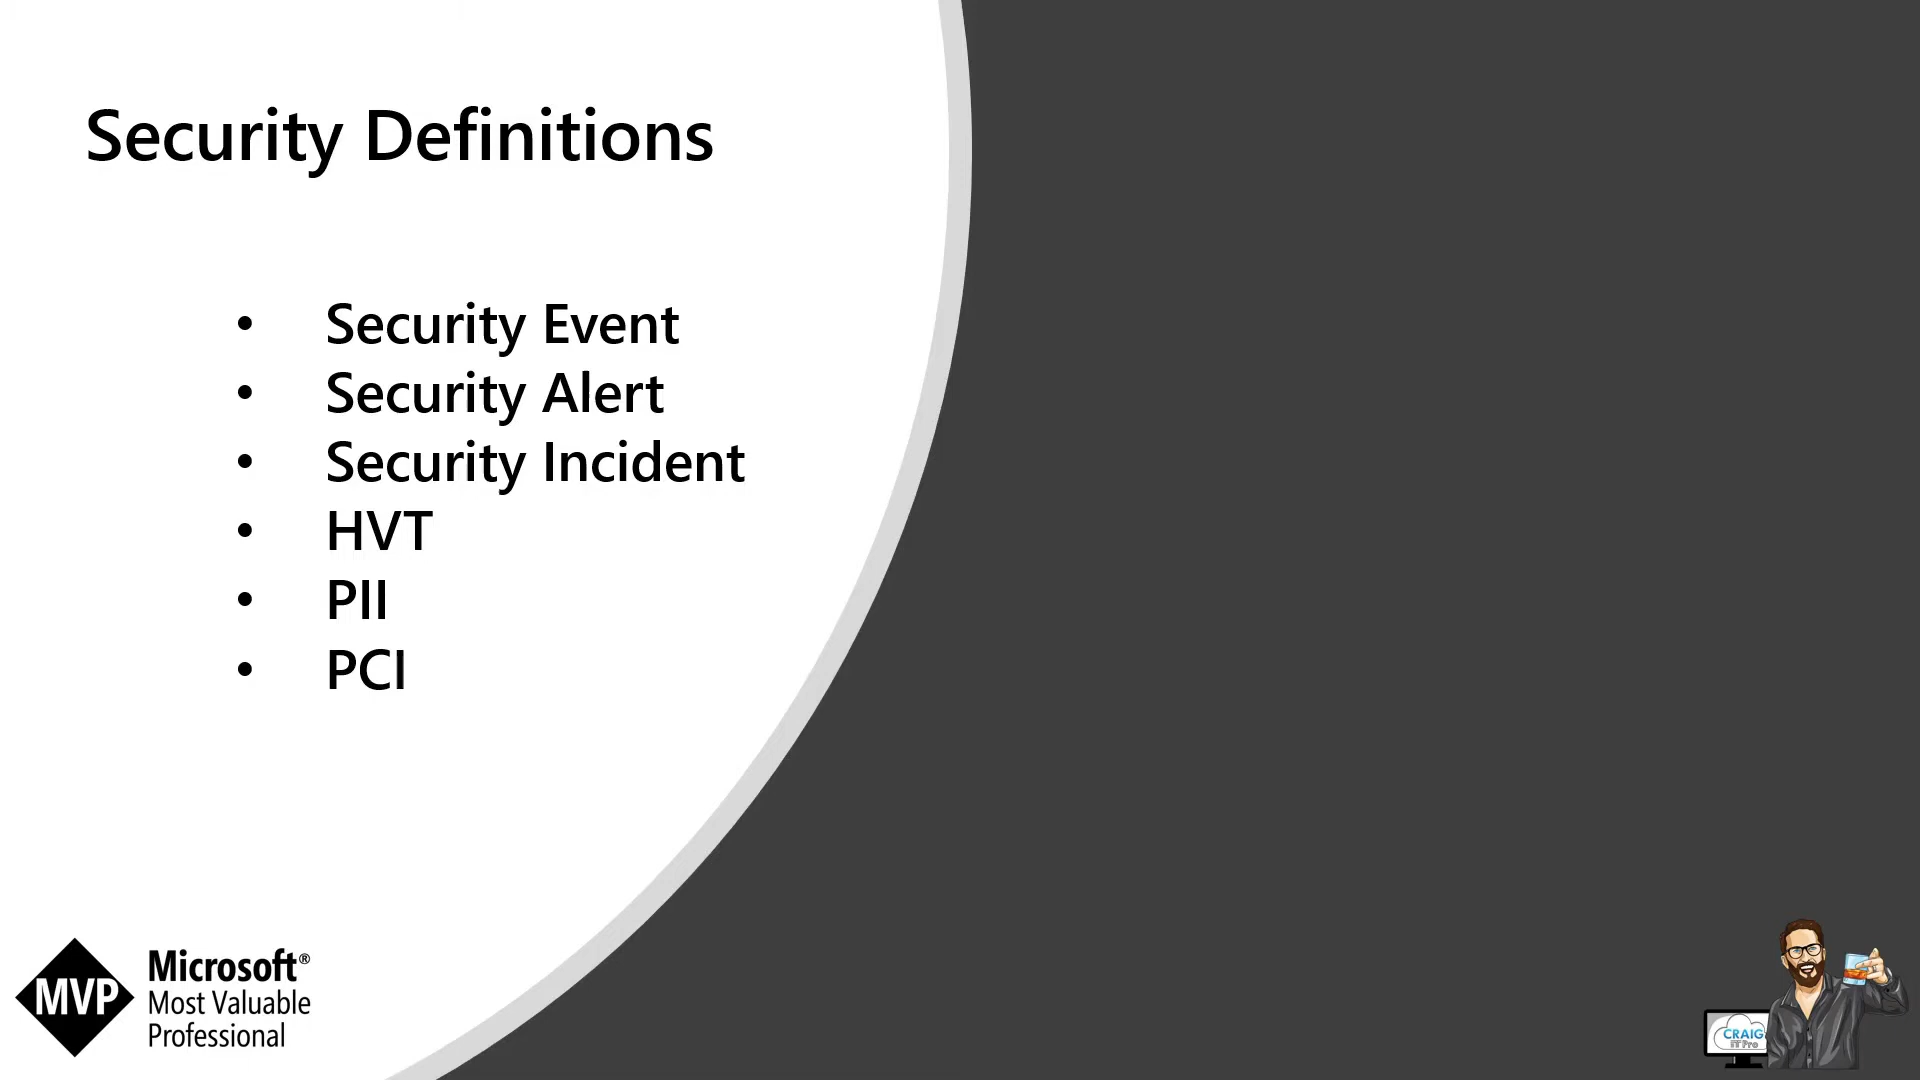 Security Definitions
• Security Event
• Security Alert
• Security Incident
• HVT
• PII
• PCI
MVP
Microsoft®
Most Valuable
Professional
CRAIG
IT Pro